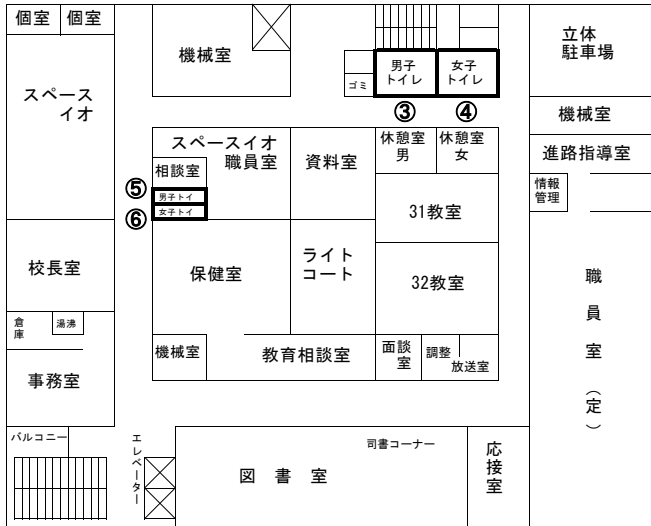 個室
個室
スペース
イオ
機械室
ゴミ
男子
トイレ
女子
トイレ
③
④
立体
駐車場
機械室
進路指導室
情報
管理
スペースイオ
職員室
資料室
休憩室
男
休憩室
女
相談室
⑤
男子トイ
⑥
女子トイ
31教室
校長室
保健室
ライト
コート
32教室
職員室（定）
倉庫
湯沸
事務室
機械室
教育相談室
面談
室
調整
放送室
バルコニー
エレベーター
図書室
司書コーナー
応接室